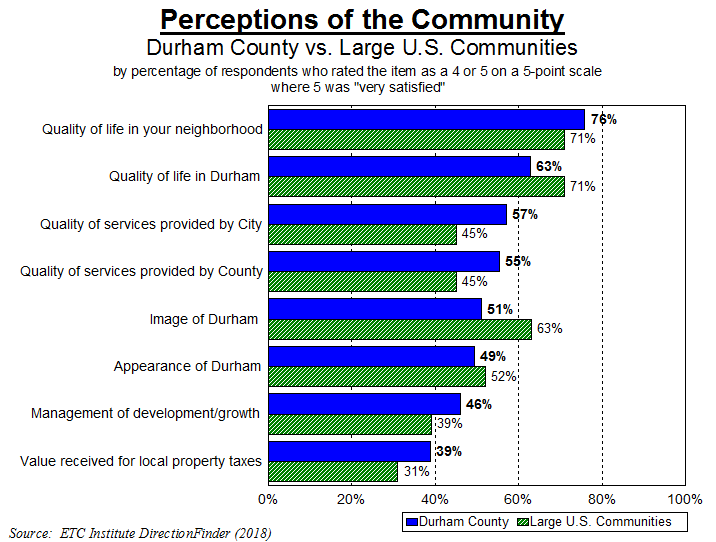 Perceptions of the Community
Durham County vs. Large U.S. Communities
by percentage of respondents who rated the item as a 4 or 5 on a 5-point scale
where 5 was "very satisfied"
Quality of life in your neighborhood
76%
71%
Quality of life in Durham
63%
71%
Quality of services provided by City
57%
45%
Quality of services provided by County
55%
45%
Image of Durham
51%
63%
Appearance of Durham
49%
52%
Management of development/growth
46%
39%
Value received for local property taxes
39%
31%
0% 20% 40% 60% 80% 100%
Durham County Large U.S. Communities
Source: ETC Institute DirectionFinder (2018)